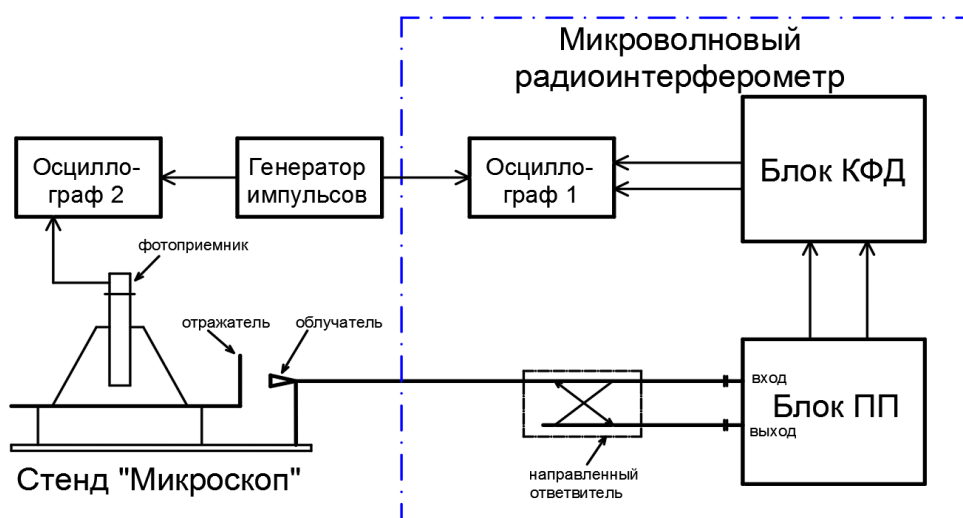 Микроволновый
радиоинтерферометр
Осцилло-
граф 2
Генератор
импульсов
Осцилло-
граф 1
Блок КФД
фотоприемник
отражатель
облучатель
вход
Блок ПП
выход
направленный
ответвитель
Стенд "Микроскоп"